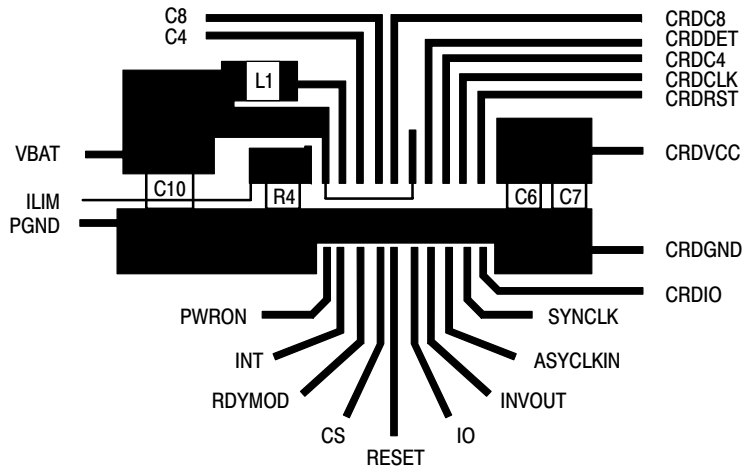 C8
C4
CRDC8
CRDDET
CRDC4
CRDCLK
CRDRST
L1
VBAT
CRDVCC
C10
R4
C6
C7
ILIM
PGND
CRDGND
CRDIO
PWRON
SYNCLK
INT
ASYCLKIN
RDYMOD
INVOUT
CS
IO
RESET